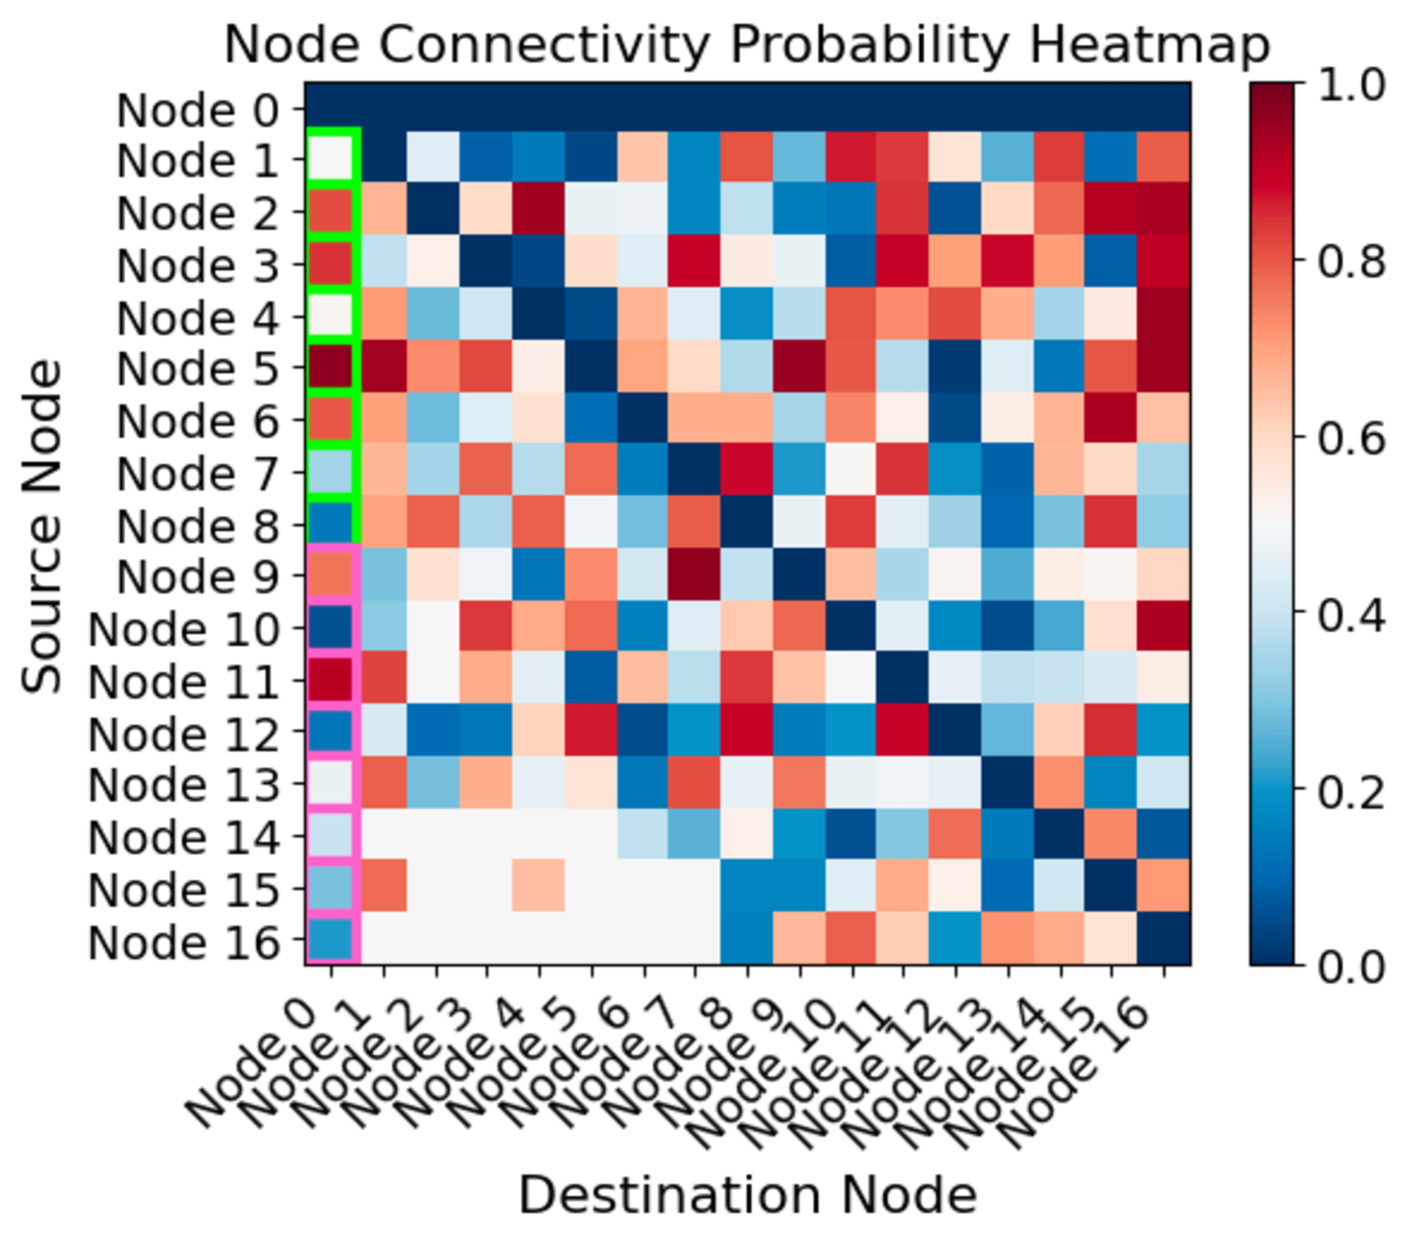 Node Connectivity Probability Heatmap
Source Node
Node 0
Node 1
Node 2
Node 3
Node 4
Node 5
Node 6
Node 7
Node 8
Node 9
Node 10
Node 11
Node 12
Node 13
Node 14
Node 15
Node 16
Node 0
Node 1
Node 2
Node 3
Node 4
Node 5
Node 6
Node 7
Node 8
Node 9
Node 10
Node 11
Node 12
Node 13
Node 14
Node 15
Node 16
Destination Node
1.0
0.8
0.6
0.4
0.2
0.0